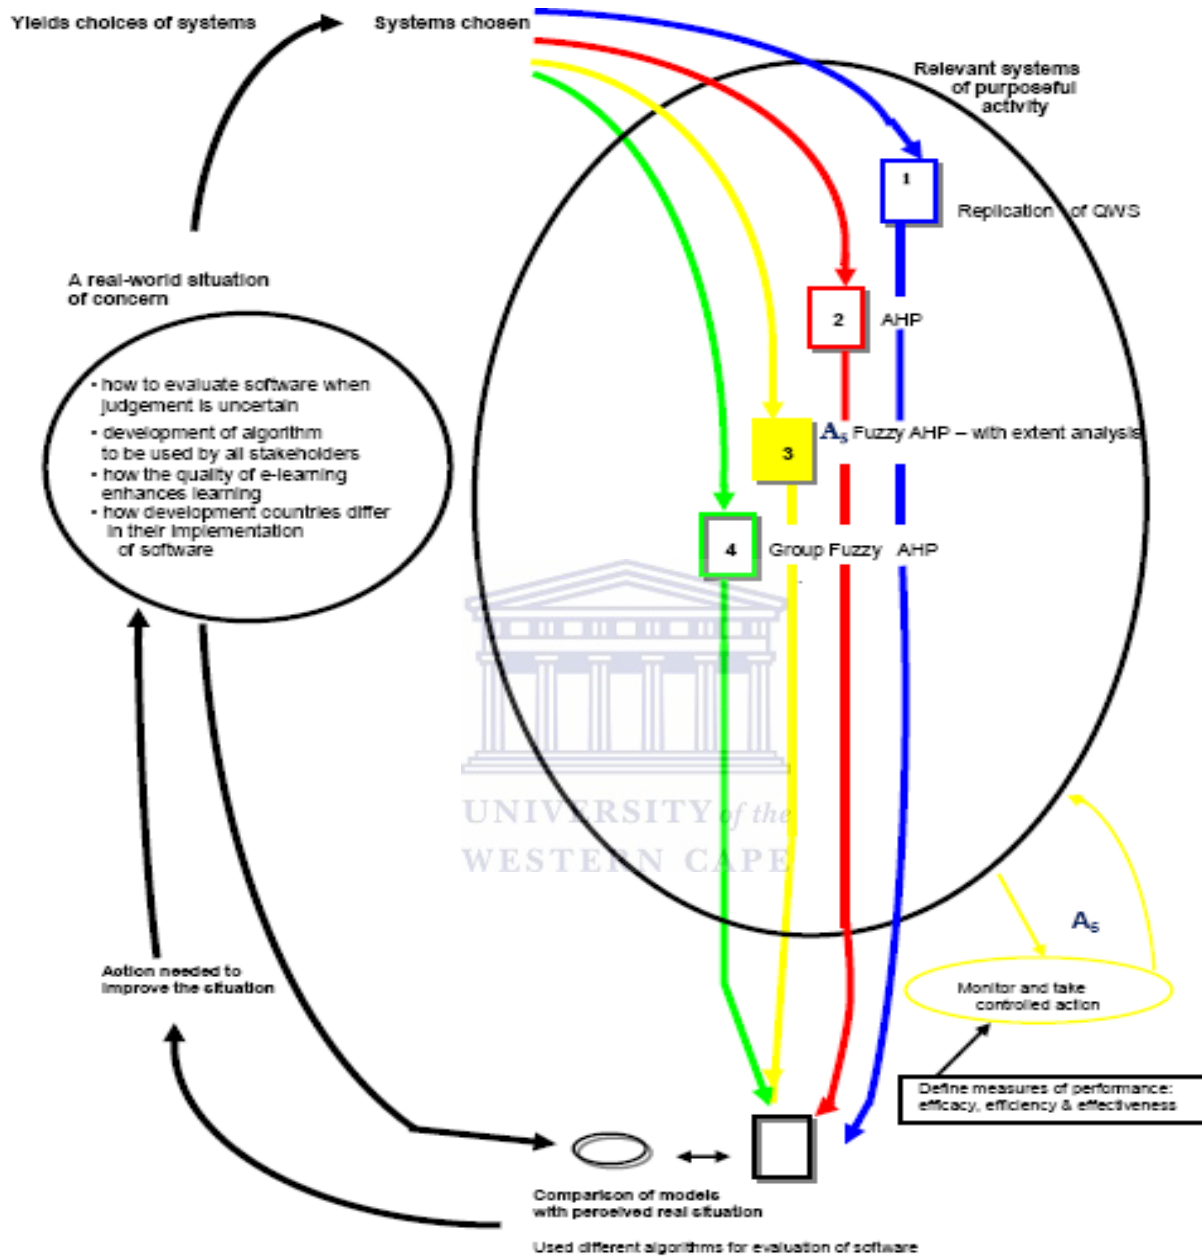 Yields choices of systems
Systems chosen
Relevant systems
of purposeful
activity
1
Replication of QWS
A real-world situation
of concern
2
AHP
• how to evaluate software when
judgement is uncertain
• development of algorithm
to be used by all stakeholders
• how the quality of e-learning
enhances learning
• how development countries differ
in their implementation
of software
3
A5 Fuzzy AHP – with extent analysis
4
Group Fuzzy AHP
UNIVERSITY of the
WESTERN CAPE
A5
Action needed to
improve the situation
Monitor and take
controlled action
Define measures of performance:
efficacy, efficiency & effectiveness
Comparison of models
with perceived real situation
Used different algorithms for evaluation of software